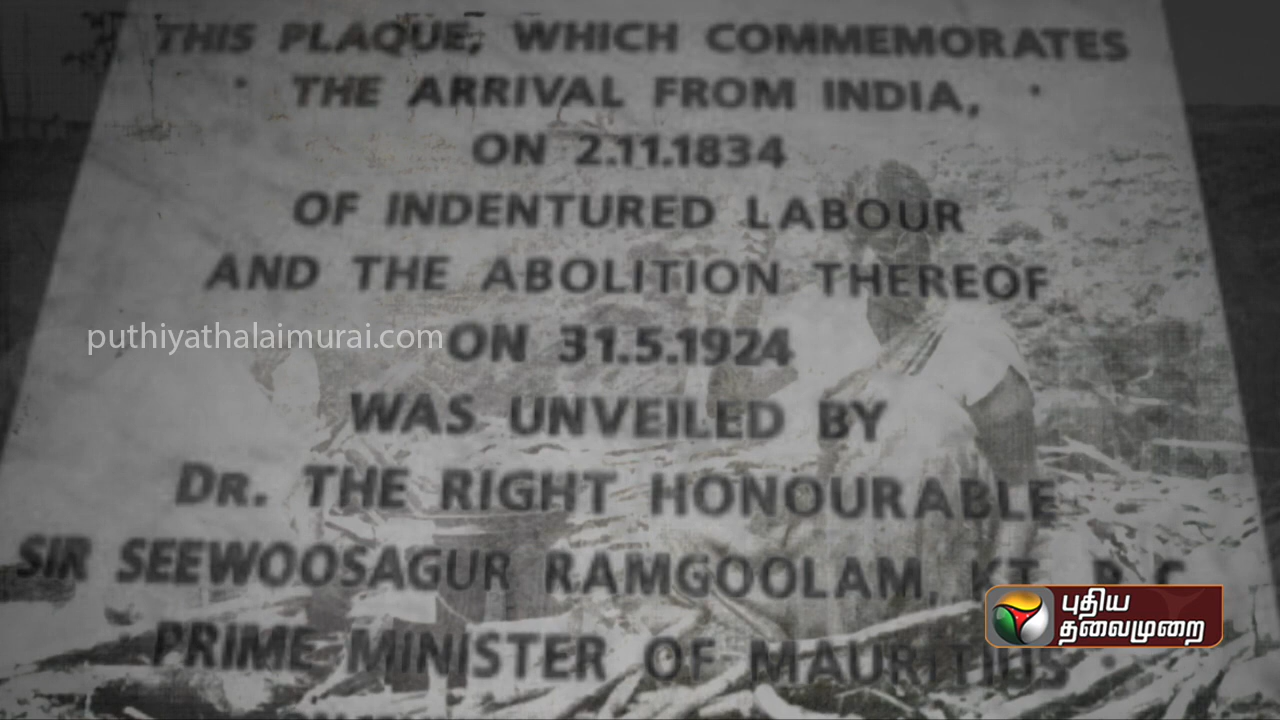 THIS PLAQUE, WHICH COMMEMORATES
THE ARRIVAL FROM INDIA,
ON 2.11.1834
OF INDENTURED LABOUR
AND THE ABOLITION THEREOF
puthiyathalaimurai.com
ON 31.5.1924
WAS UNVEILED BY
DR. THE RIGHT HONOURABLE
SIR SEEWOOSAGUR RAMGOOLAM, KT.
புதிய
தலைமுறை
PRIME MINISTER OF MAURITIUS